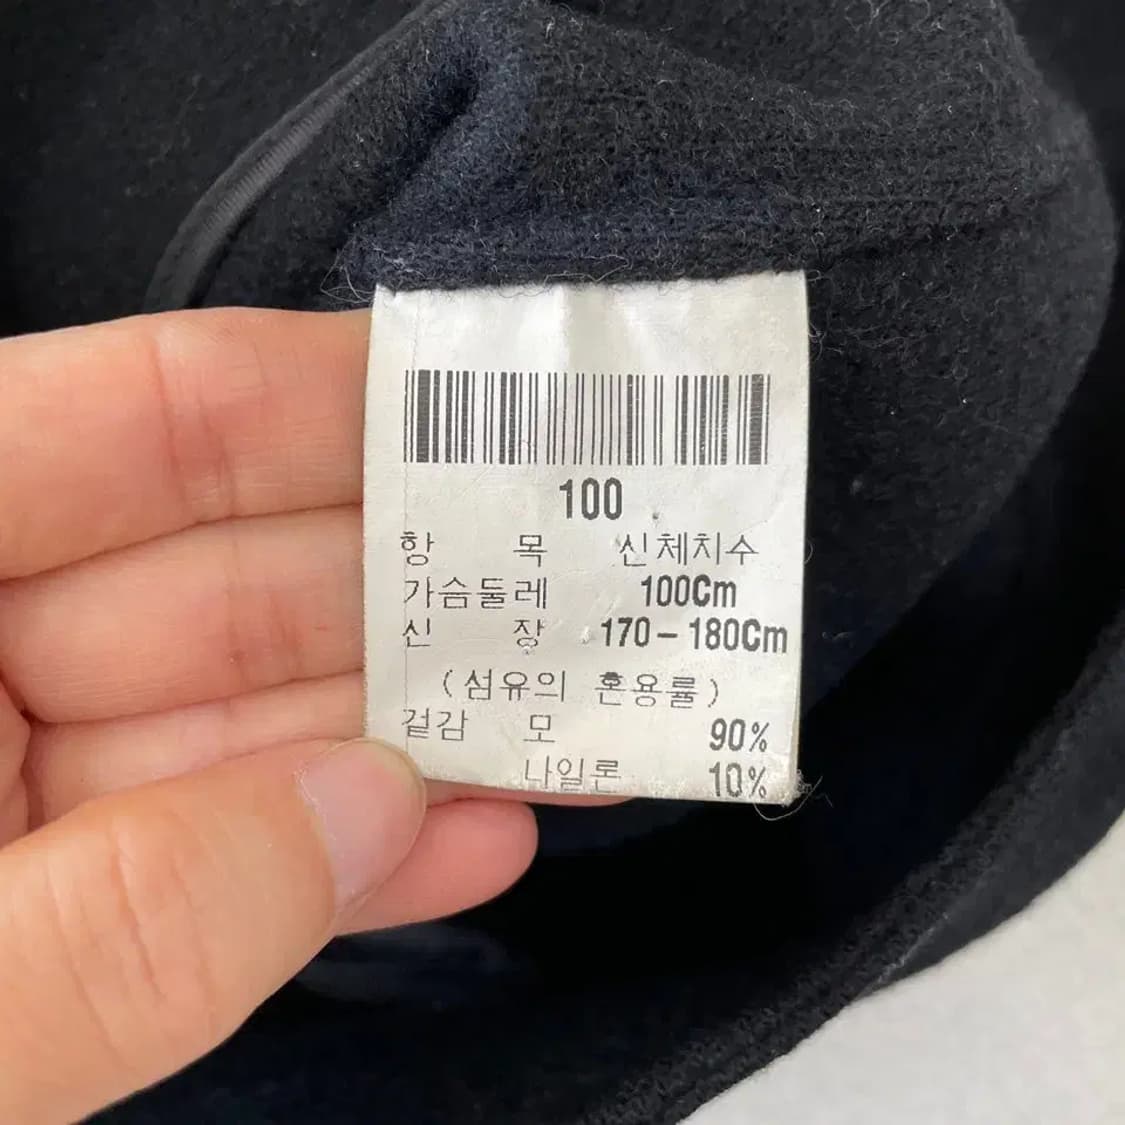 100
항 목 신체치수
가슴둘레 100Cm
신 장 170-180Cm
(섬유의 혼용률)
겉감 모 90%
나일론 10%